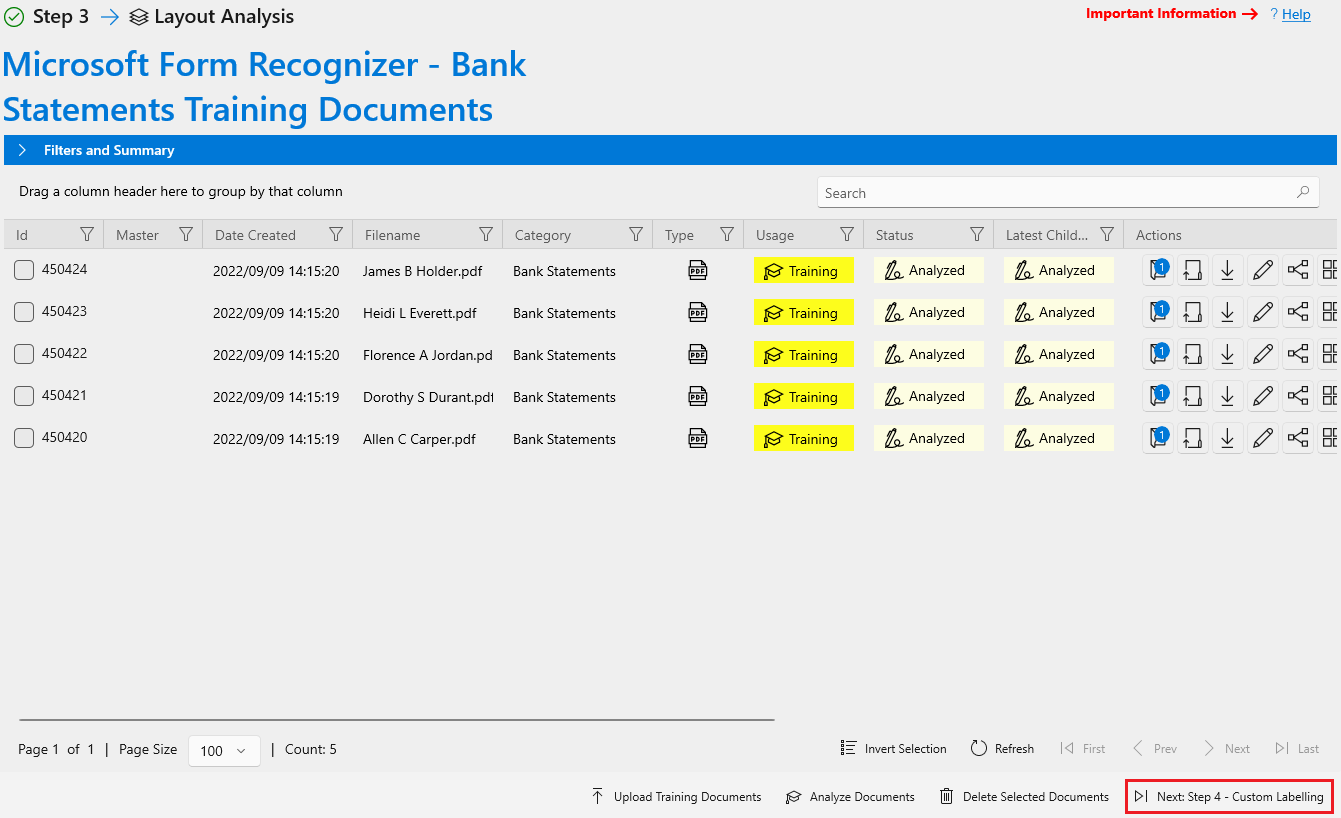 Step 3 Layout Analysis Important Information ? Help
Microsoft Form Recognizer - Bank
Statements Training Documents
Filters and Summary
Drag a column header here to group by that column Search
Id Master Date Created Filename Category Type Usage Status Latest Child... Actions
450424 2022/09/09 14:15:20 James B Holder.pdf Bank Statements PDF Training Analyzed Analyzed 1
450423 2022/09/09 14:15:20 Heidi L Everett.pdf Bank Statements PDF Training Analyzed Analyzed 1
450422 2022/09/09 14:15:20 Florence A Jordan.pd Bank Statements PDF Training Analyzed Analyzed 1
450421 2022/09/09 14:15:19 Dorothy S Durant.pdf Bank Statements PDF Training Analyzed Analyzed 1
450420 2022/09/09 14:15:19 Allen C Carper.pdf Bank Statements PDF Training Analyzed Analyzed 1
Page 1 of 1 | Page Size 100 | Count: 5 Invert Selection Refresh First Prev Next Last
Upload Training Documents Analyze Documents Delete Selected Documents Next: Step 4 - Custom Labelling